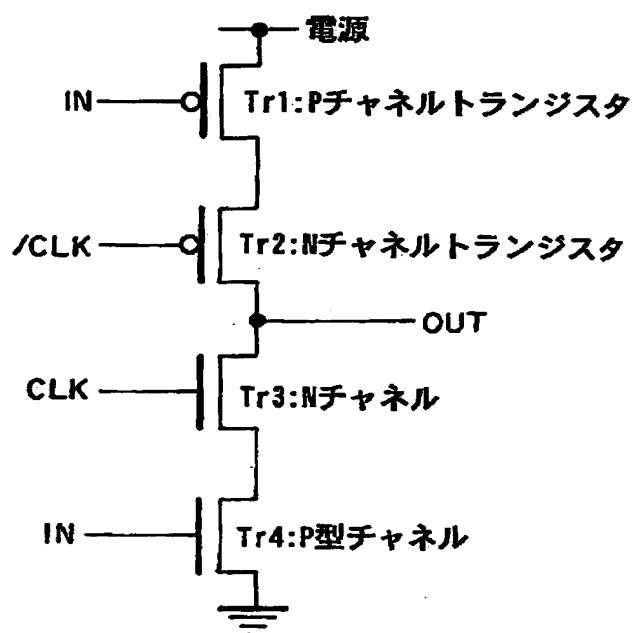 電源
IN
Tr1:Pチャネルトランジスタ
/CLK
Tr2:Nチャネルトランジスタ
OUT
CLK
Tr3:Nチャネル
IN
Tr4:P型チャネル